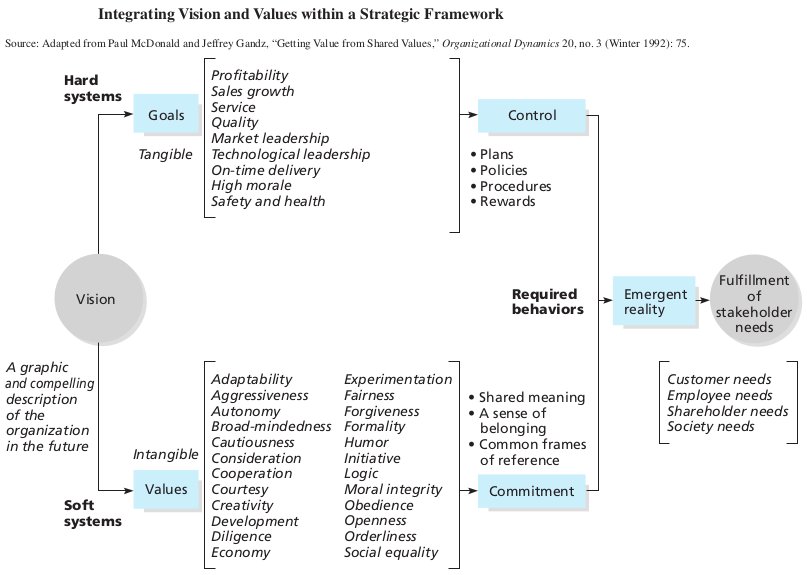 Integrating Vision and Values within a Strategic Framework
Source: Adapted from Paul McDonald and Jeffrey Gandz, “Getting Value from Shared Values,” Organizational Dynamics 20, no. 3 (Winter 1992): 75.
Hard
systems
Goals
Tangible
Profitability
Sales growth
Service
Quality
Market leadership
Technological leadership
On-time delivery
High morale
Safety and health
Control
• Plans
• Policies
• Procedures
• Rewards
Vision
A graphic
and compelling
description
of the
organization
in the future
Required
behaviors
Emergent
reality
Fulfillment
of
stakeholder
needs
Customer needs
Employee needs
Shareholder needs
Society needs
Intangible
Values
Soft
systems
Adaptability
Aggressiveness
Autonomy
Broad-mindedness
Cautiousness
Consideration
Cooperation
Courtesy
Creativity
Development
Diligence
Economy
Experimentation
Fairness
Forgiveness
Formality
Humor
Initiative
Logic
Moral integrity
Obedience
Openness
Orderliness
Social equality
• Shared meaning
• A sense of
belonging
• Common frames
of reference
Commitment